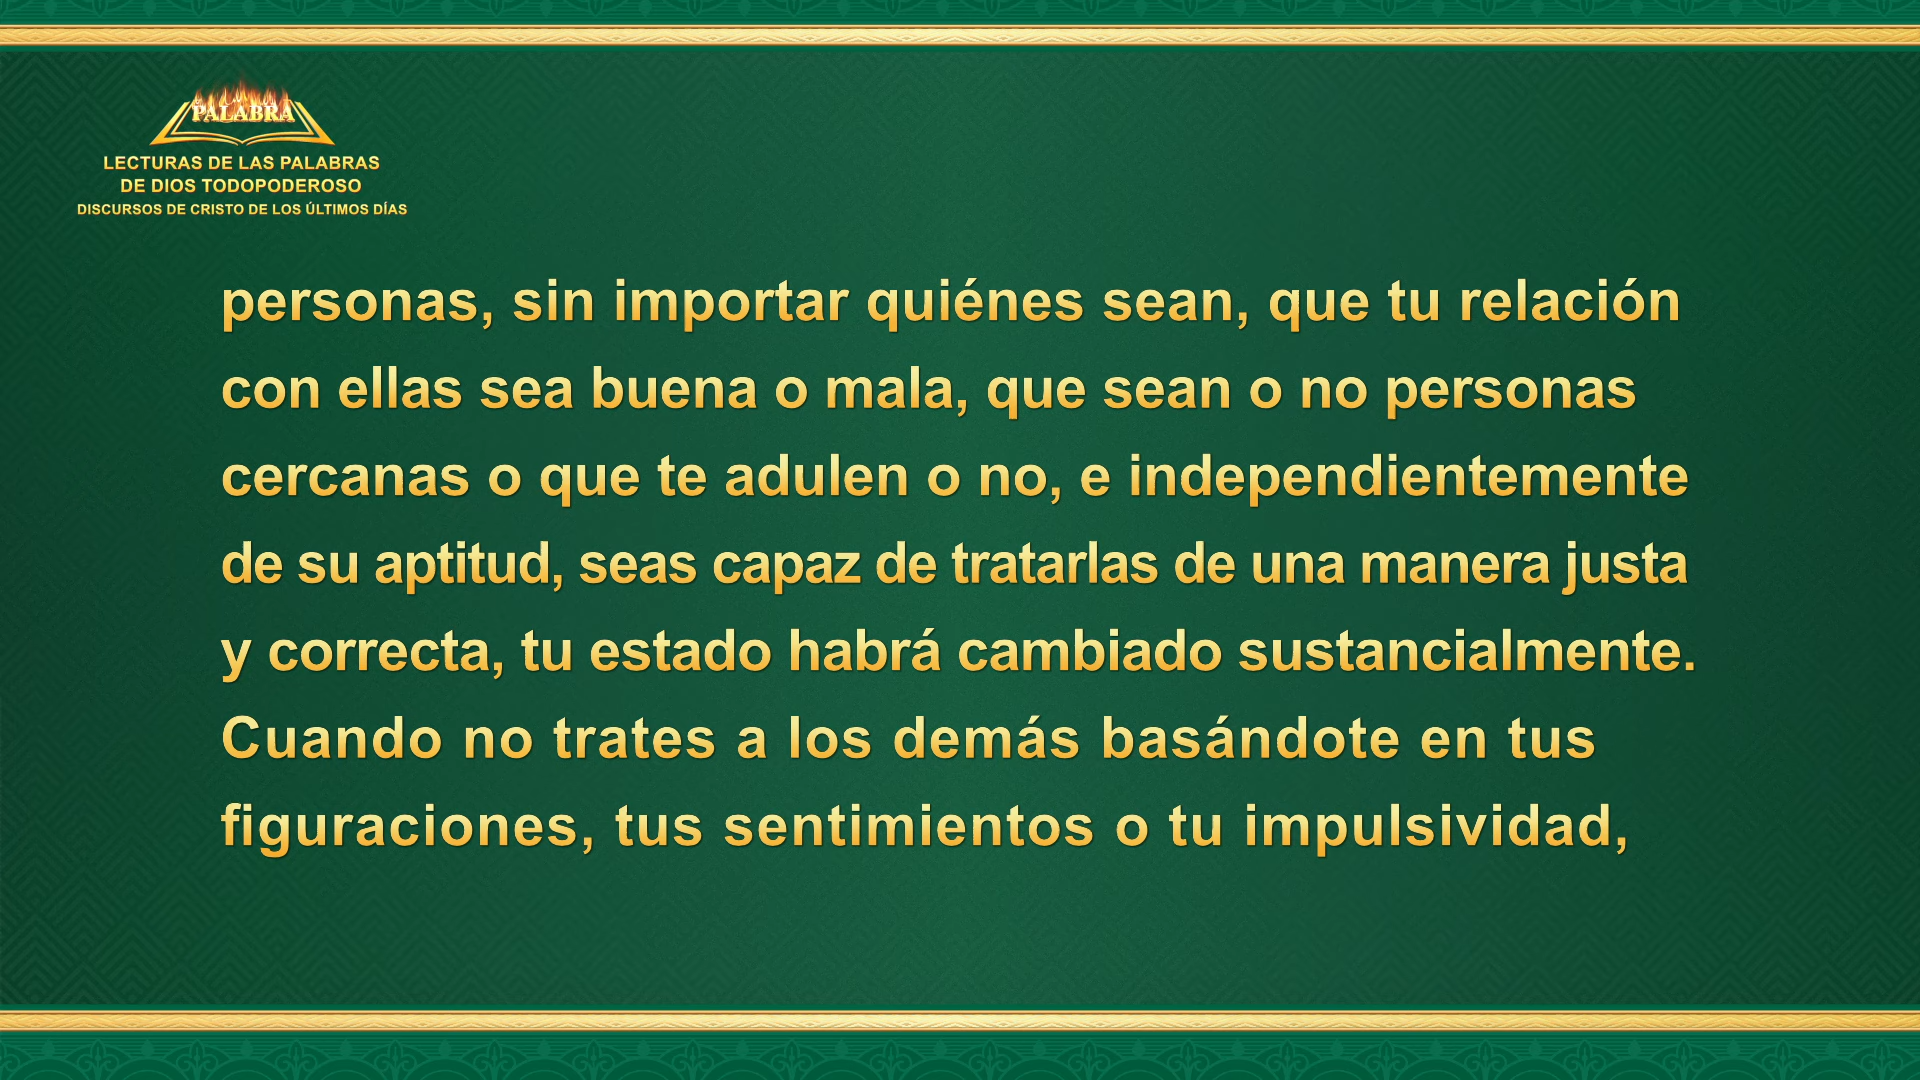 PALABRA
LECTURAS DE LAS PALABRAS
DE DIOS TODOPODEROSO
DISCURSOS DE CRISTO DE LOS ÚLTIMOS DÍAS
personas, sin importar quiénes sean, que tu relación
con ellas sea buena o mala, que sean o no personas
cercanas o que te adulen o no, e independientemente
de su aptitud, seas capaz de tratarlas de una manera justa
y correcta, tu estado habrá cambiado sustancialmente.
Cuando no trates a los demás basándote en tus
figuraciones, tus sentimientos o tu impulsividad,